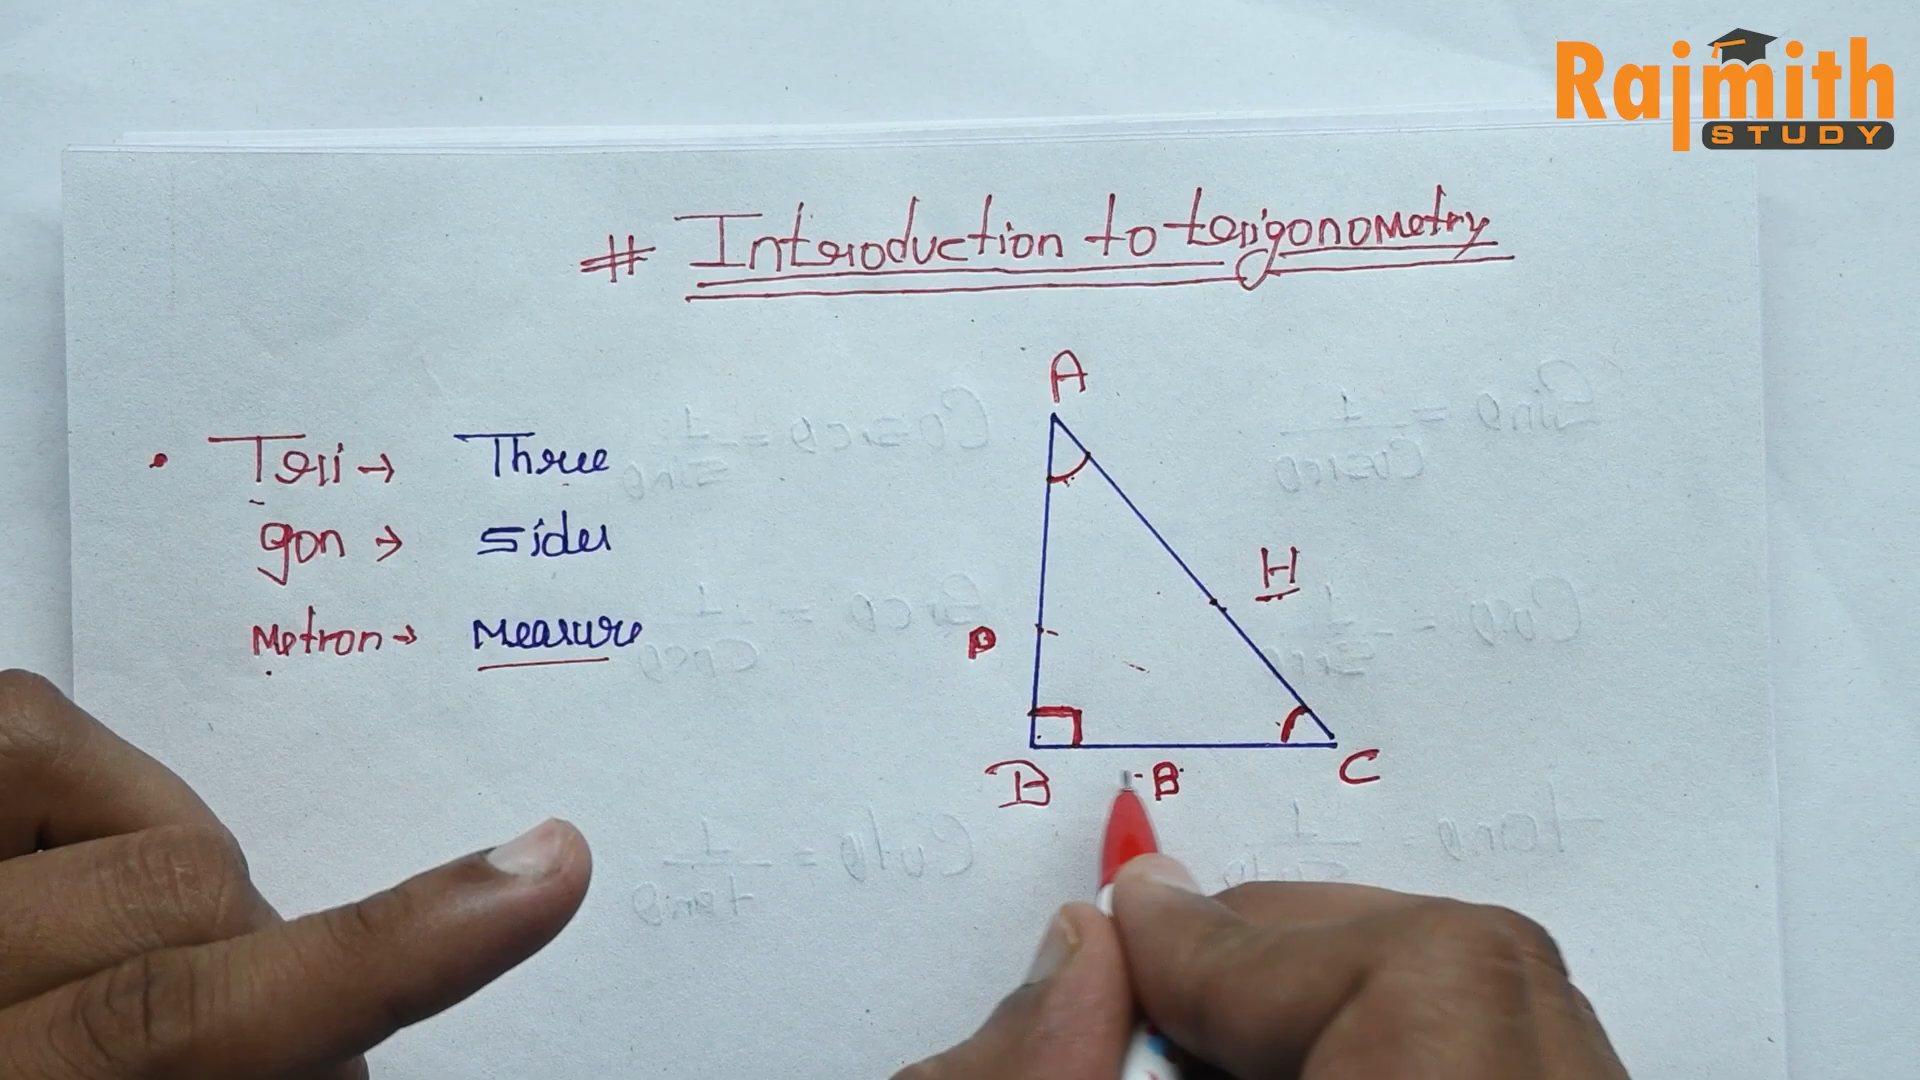 Rajmith
STUDY
# Introduction to trigonometry
• Tri → Three
gon → sides
Metron → measure
A
H
P
B
B
C